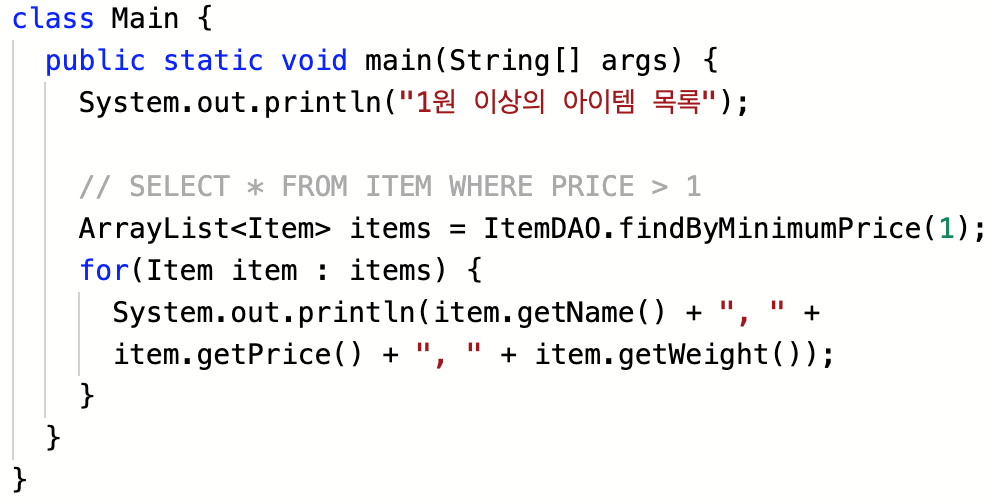 class Main {
public static void main(String[] args) {
System.out.println("1원 이상의 아이템 목록");
// SELECT * FROM ITEM WHERE PRICE > 1
ArrayList<Item> items = ItemDAO.findByMinimumPrice(1);
for(Item item : items) {
System.out.println(item.getName() + ", " +
item.getPrice() + ", " + item.getWeight());
}
}
}